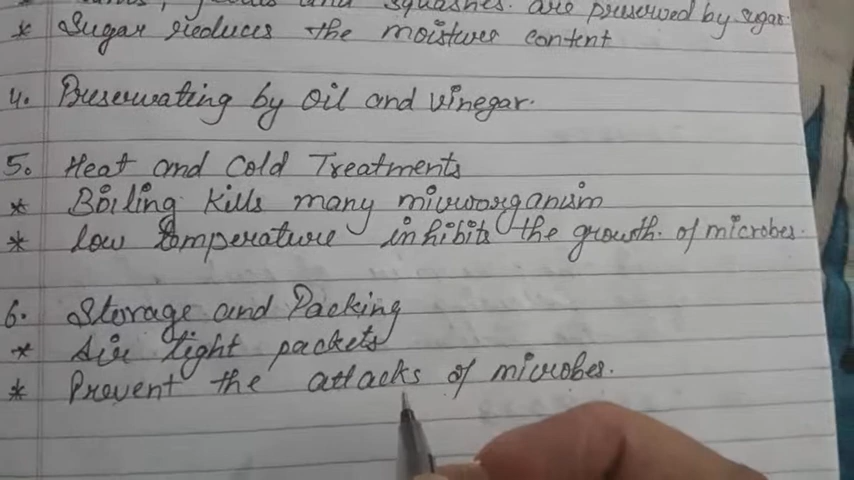 squashes. are preserved by sugar.
* Sugar reduces the moisture content
4. Preservating by Oil and vinegar.
5. Heat and Cold Treatments
* Boiling kills many microorganism
* low temperature inhibits the growth. of microbes.
6. Storage and Packing
* Air tight packets
* Prevent the attacks of microbes.